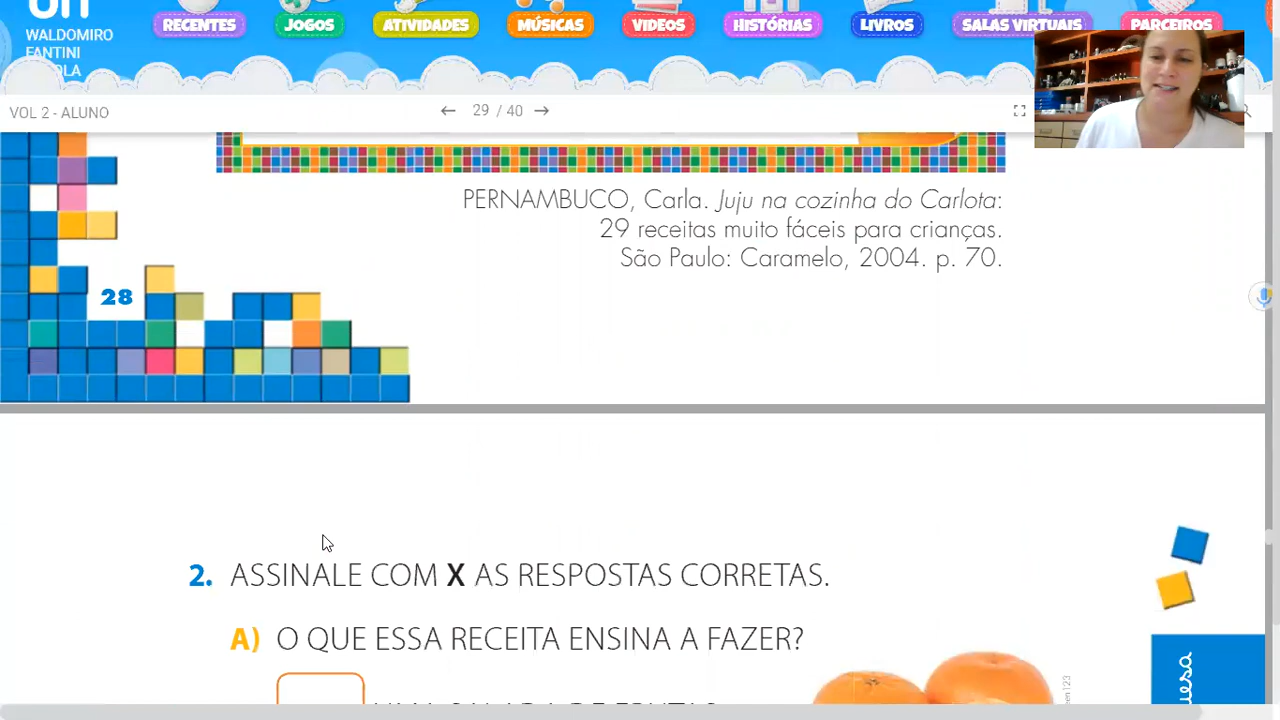 WALDOMIRO
FANTINI
RECENTES
JOGOS
ATIVIDADES
MÚSICAS
VIDEOS
HISTÓRIAS
LIVROS
SALAS VIRTUAIS
PARCEIROS
VOL 2 - ALUNO
29 / 40
PERNAMBUCO, Carla. Juju na cozinha do Carlota:
29 receitas muito fáceis para crianças.
São Paulo: Caramelo, 2004. p. 70.
28
2. ASSINALE COM X AS RESPOSTAS CORRETAS.
A) O QUE ESSA RECEITA ENSINA A FAZER?